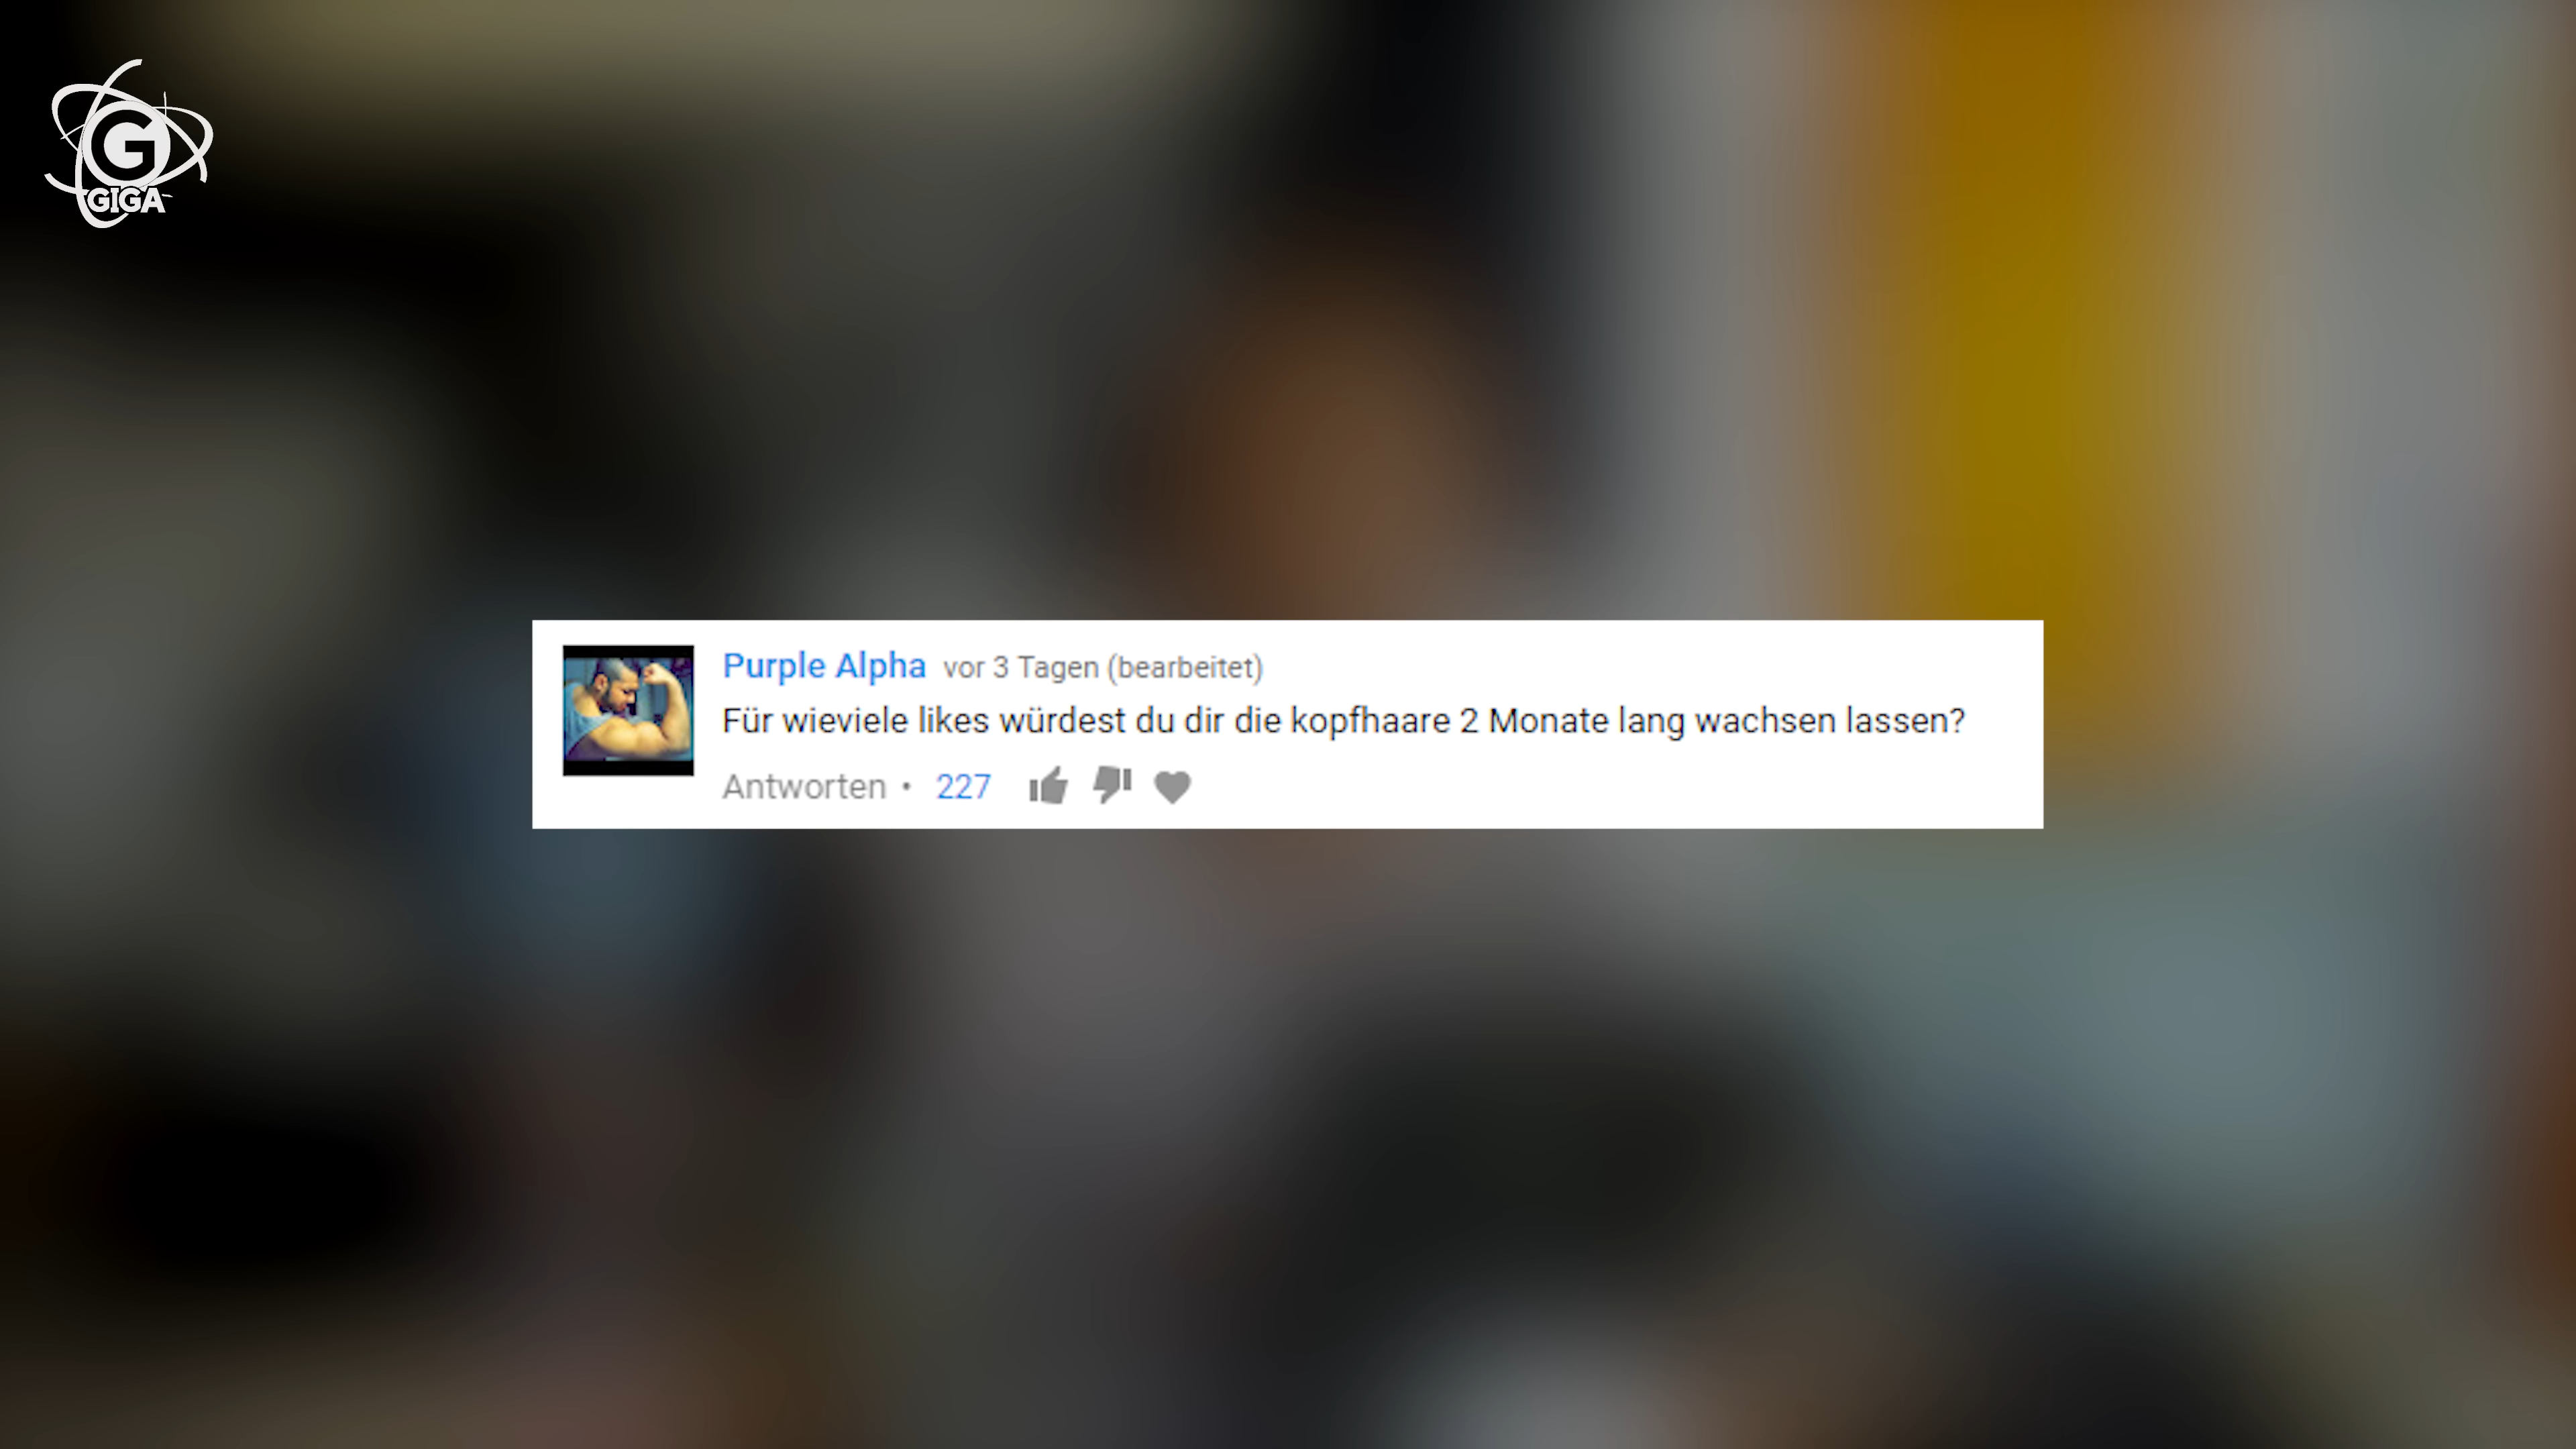 G
GIGA
Purple Alpha vor 3 Tagen (bearbeitet)
Für wieviele likes würdest du dir die kopfhaare 2 Monate lang wachsen lassen?
Antworten • 227